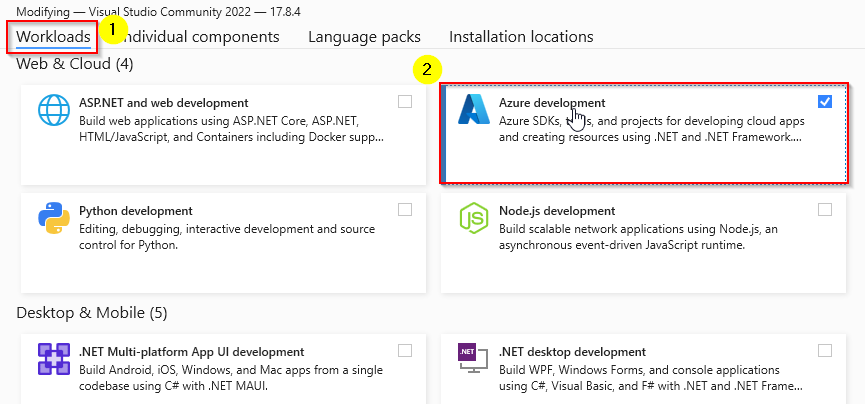 Modifying — Visual Studio Community 2022 — 17.8.4
1
Workloads ndividual components Language packs Installation locations
Web & Cloud (4)
2
ASP.NET and web development
Build web applications using ASP.NET Core, ASP.NET,
HTML/JavaScript, and Containers including Docker supp...
Azure development
Azure SDKs, tools, and projects for developing cloud apps
and creating resources using .NET and .NET Framework....
Python development
Editing, debugging, interactive development and source
control for Python.
Node.js development
Build scalable network applications using Node.js, an
asynchronous event-driven JavaScript runtime.
Desktop & Mobile (5)
.NET Multi-platform App UI development
Build Android, iOS, Windows, and Mac apps from a single
codebase using C# with .NET MAUI.
.NET
.NET desktop development
Build WPF, Windows Forms, and console applications
using C#, Visual Basic, and F# with .NET and .NET Frame...